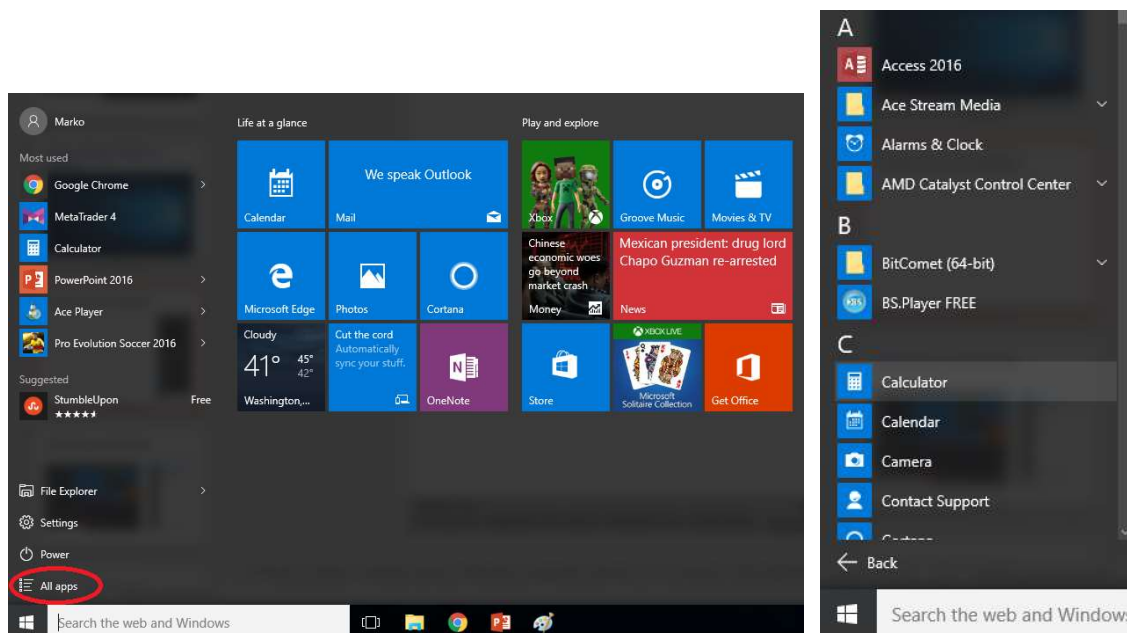 Marko
Most used
Google Chrome
MetaTrader 4
Calculator
PowerPoint 2016
Ace Player
Pro Evolution Soccer 2016
Suggested
StumbleUpon Free
File Explorer
Settings
Power
All apps
Search the web and Windows
Life at a glance
Calendar
We speak Outlook
Mail
Microsoft Edge
Photos
Cortana
Cloudy
41° 45°
42°
Washington,...
Cut the cord
Automatically
sync your stuff.
OneNote
Play and explore
Xbox
Groove Music
Movies & TV
Chinese
economic woes
go beyond
market crash
Money
Mexican president: drug lord
Chapo Guzman re-arrested
News
Store
XBOX LIVE
Microsoft
Solitaire Collection
Get Office
A
Access 2016
Ace Stream Media
Alarms & Clock
AMD Catalyst Control Center
B
BitComet (64-bit)
BS.Player FREE
C
Calculator
Calendar
Camera
Contact Support
Back
Search the web and Windows